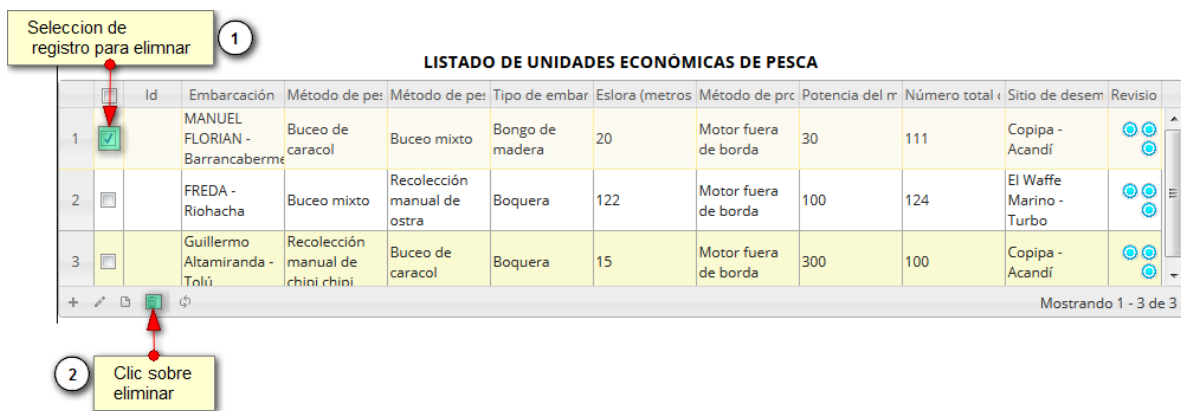 Seleccion de
registro para elimnar
1
LISTADO DE UNIDADES ECONÓMICAS DE PESCA
Id Embarcación Método de pes Método de pes Tipo de embar Eslora (metros Método de prc Potencia del m Número total Sitio de desem Revisio
1 MANUEL FLORIAN - Barrancaberme Buceo de caracol Buceo mixto Bongo de madera 20 Motor fuera de borda 30 111 Copipa - Acandí
2 FREDA - Riohacha Buceo mixto Recolección manual de ostra Boquera 122 Motor fuera de borda 100 124 El Waffe Marino - Turbo
3 Guillermo Altamiranda - Tolú Recolección manual de chipi chipi Buceo de caracol Boquera 15 Motor fuera de borda 300 100 Copipa - Acandí
Mostrando 1 - 3 de 3
2
Clic sobre
eliminar